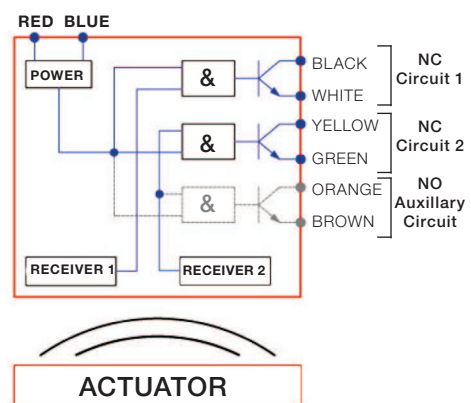 RED BLUE
POWER
&
BLACK
WHITE
NC
Circuit 1
&
YELLOW
GREEN
NC
Circuit 2
&
ORANGE
BROWN
NO
Auxillary
Circuit
RECEIVER 1
RECEIVER 2
ACTUATOR